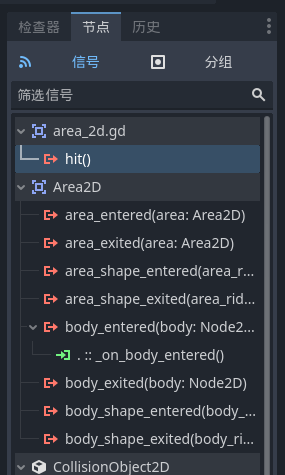 检查器 节点 历史
信号 分组
筛选信号
area_2d.gd
hit()
Area2D
area_entered(area: Area2D)
area_exited(area: Area2D)
area_shape_entered(area_r...
area_shape_exited(area_rid...
body_entered(body: Node2...
. :: _on_body_entered()
body_exited(body: Node2D)
body_shape_entered(body_...
body_shape_exited(body_ri...
CollisionObject2D